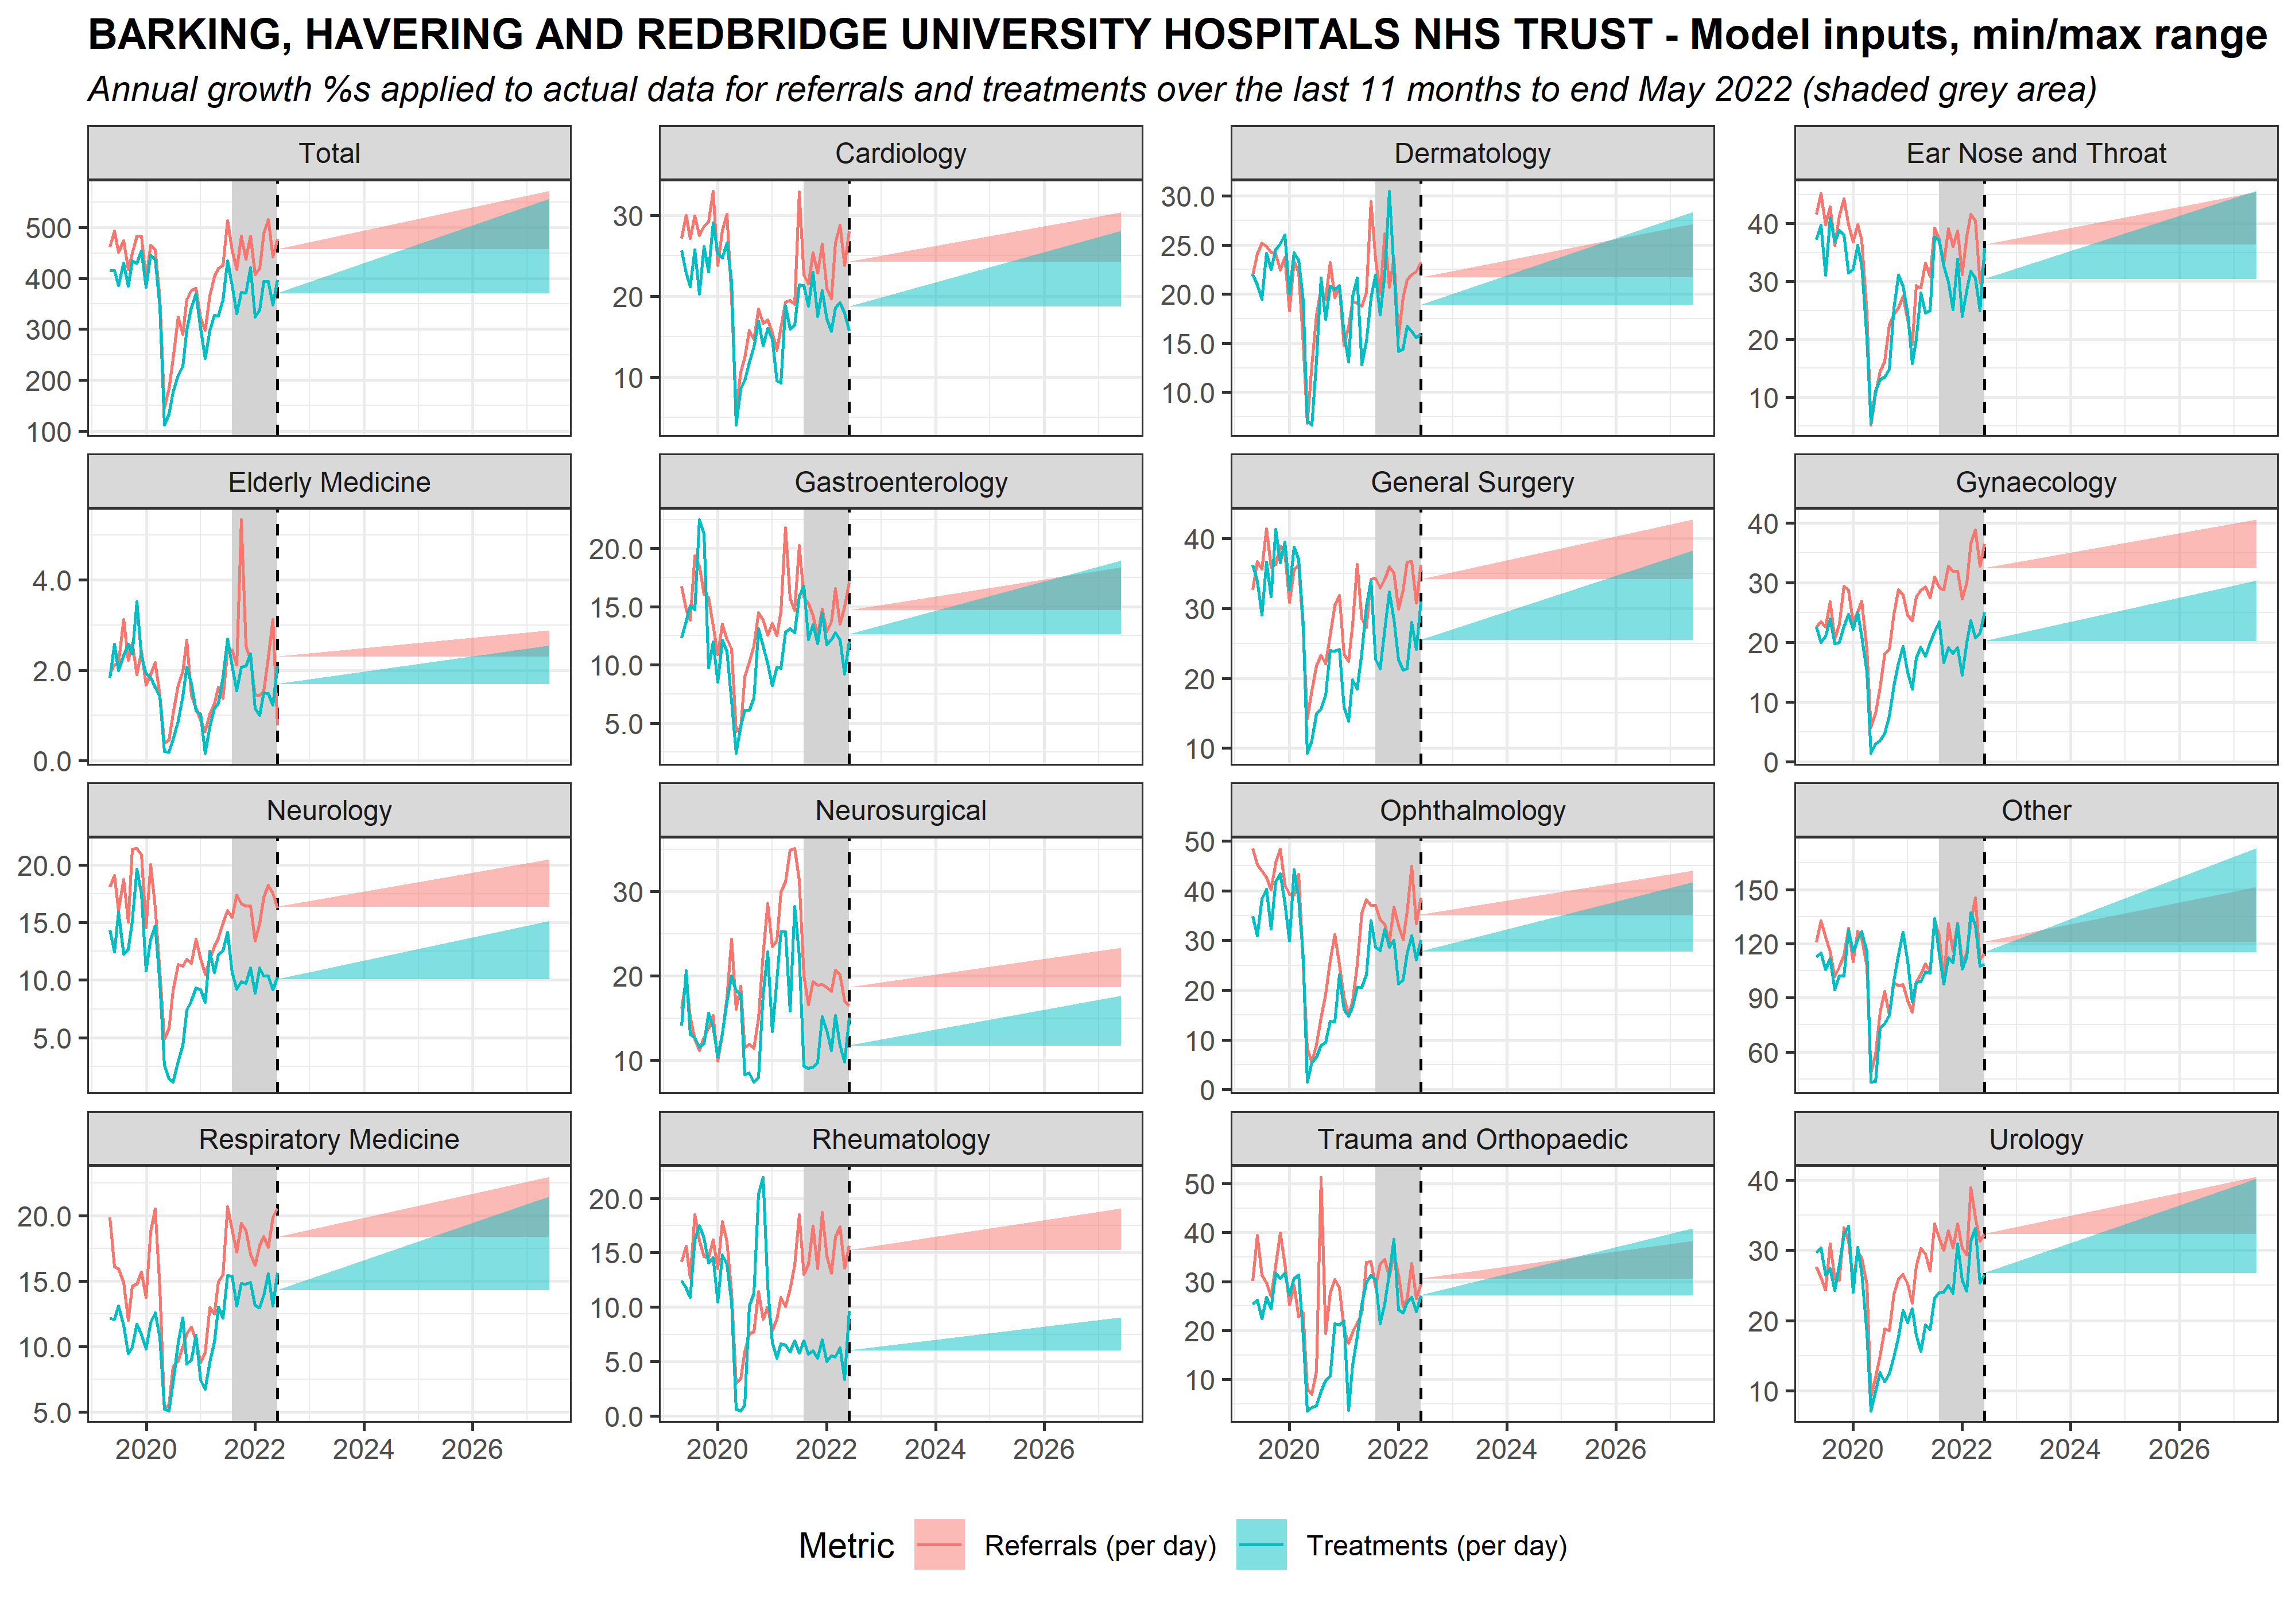 BARKING, HAVERING AND REDBRIDGE UNIVERSITY HOSPITALS NHS TRUST - Model inputs, min/max range
Annual growth %s applied to actual data for referrals and treatments over the last 11 months to end May 2022 (shaded grey area)
Total
Cardiology
Dermatology
Ear Nose and Throat
500
400
300
200
100
30
20
10
30.0
25.0
20.0
15.0
10.0
40
30
20
10
Elderly Medicine
Gastroenterology
General Surgery
Gynaecology
4.0
2.0
0.0
20.0
15.0
10.0
5.0
40
30
20
10
40
30
20
10
0
Neurology
Neurosurgical
Ophthalmology
Other
20.0
15.0
10.0
5.0
30
20
10
50
40
30
20
10
0
150
120
90
60
Respiratory Medicine
Rheumatology
Trauma and Orthopaedic
Urology
20.0
15.0
10.0
5.0
20.0
15.0
10.0
5.0
0.0
50
40
30
20
10
40
30
20
10
2020 2022 2024 2026
2020 2022 2024 2026
2020 2022 2024 2026
2020 2022 2024 2026
Metric Referrals (per day) Treatments (per day)